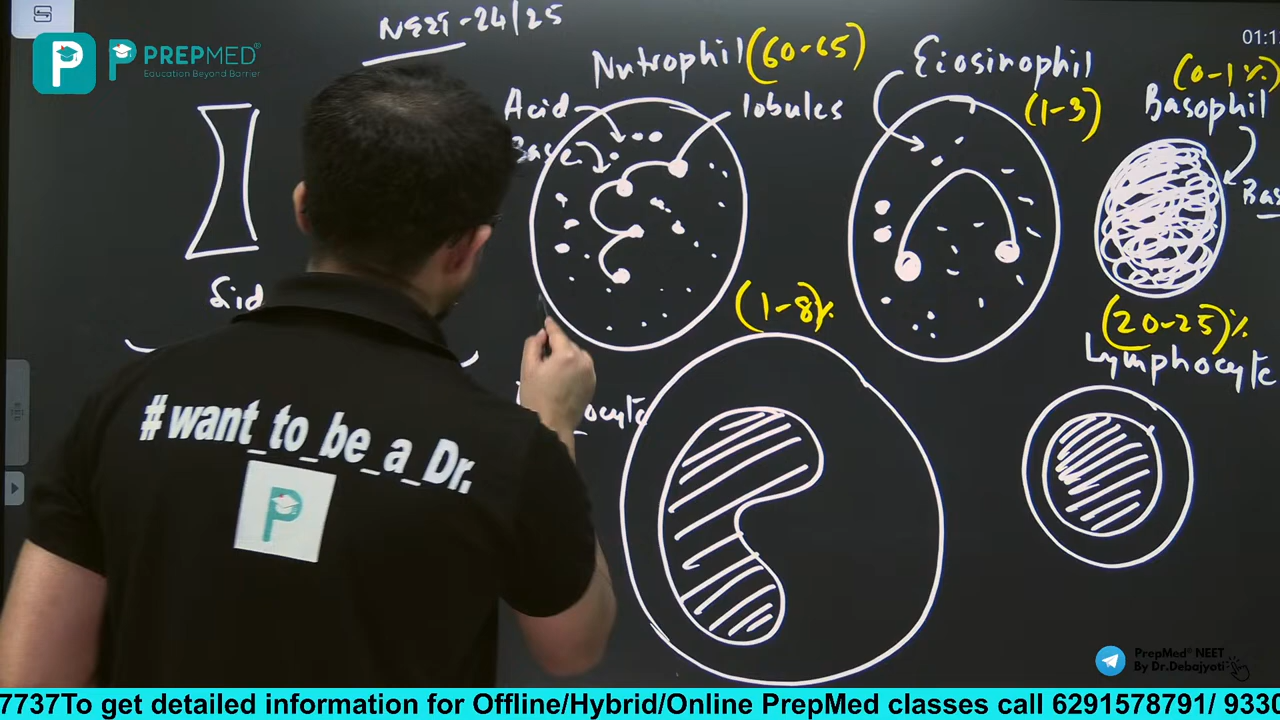 NEET-24/25
PREPMED®
Education Beyond Barrier
01:1
Nutrophil (60-65)
Eiosinophil
(1-3)
(0-1%)
Basophil
Acid
lobules
Base
Bas
Sid
(1-8)%
(20-25)%
Lymphocyte
ocyte
#want_to_be_a_Dr.
P
PrepMed® NEET
By Dr.Debajyoti
7737To get detailed information for Offline/Hybrid/Online PrepMed classes call 6291578791/ 9330